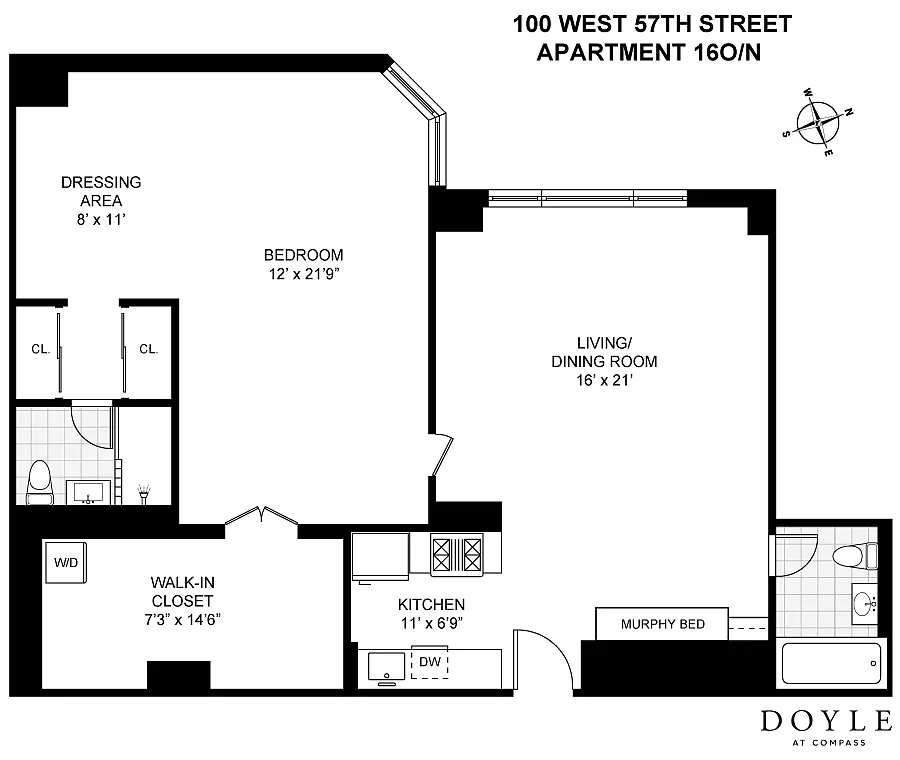 100 WEST 57TH STREET
APARTMENT 16O/N
W
N
S
E
DRESSING
AREA
8' x 11'
BEDROOM
12' x 21'9"
CL.
CL.
LIVING/
DINING ROOM
16' x 21'
W/D
WALK-IN
CLOSET
7'3" x 14'6"
KITCHEN
11' x 6'9"
DW
MURPHY BED
DOYLE
AT COMPASS